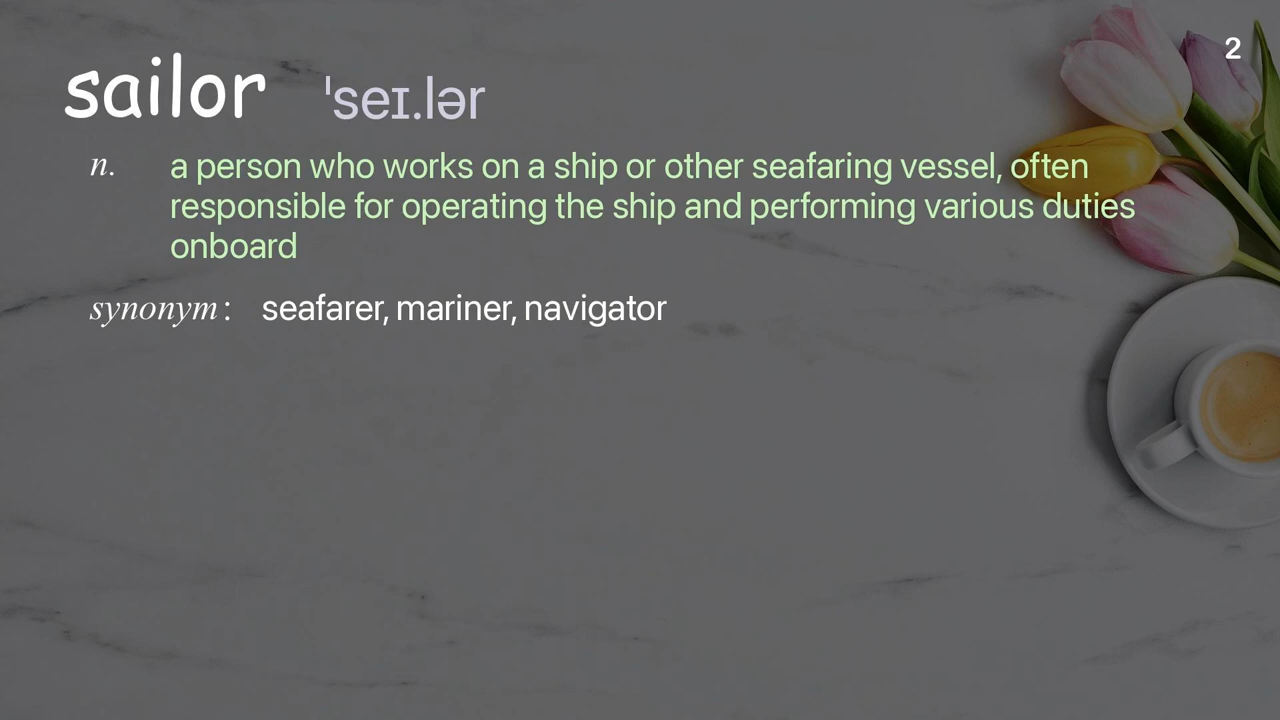 2
sailor ˈseɪ.lər
n. a person who works on a ship or other seafaring vessel, often
responsible for operating the ship and performing various duties
onboard
synonym: seafarer, mariner, navigator